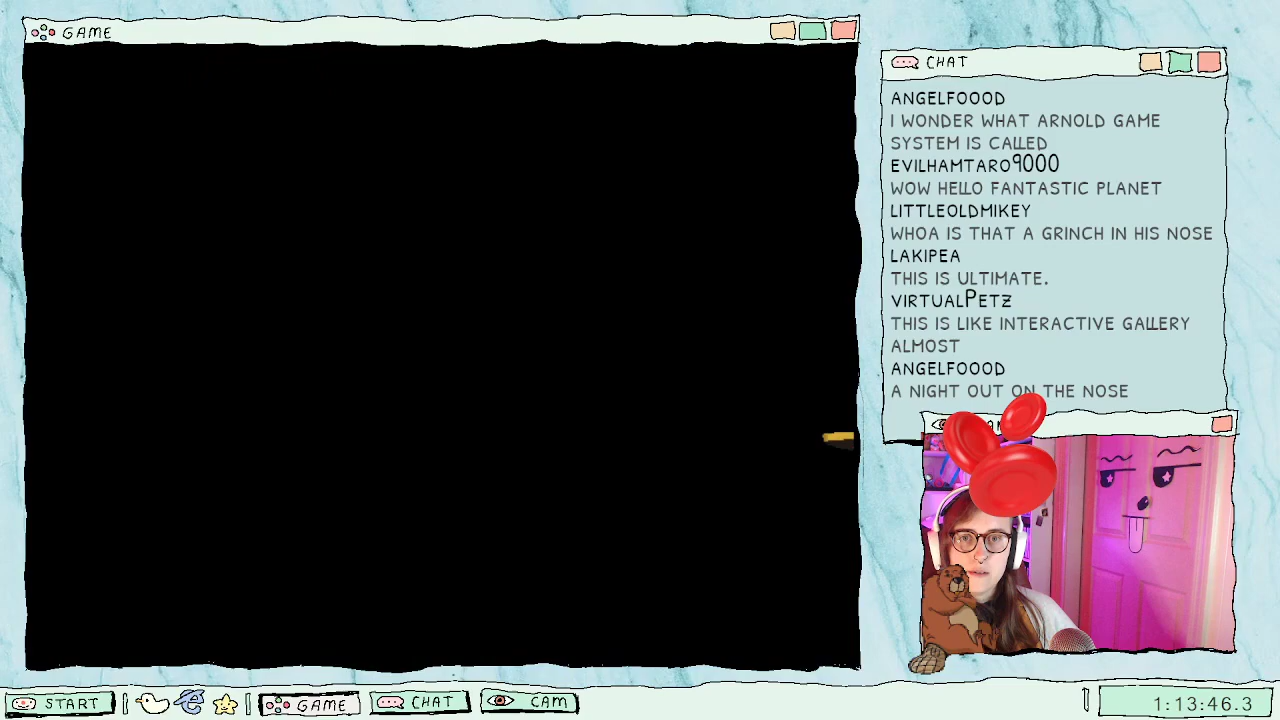 GAME
CHAT
ANGELFOOOD
I WONDER WHAT ARNOLD GAME
SYSTEM IS CALLED
EVILHAMTARO9000
WOW HELLO FANTASTIC PLANET
LITTLEOLDMIKEY
WHOA IS THAT A GRINCH IN HIS NOSE
LAKIPEA
THIS IS ULTIMATE.
VIRTUALPETZ
THIS IS LIKE INTERACTIVE GALLERY
ALMOST
ANGELFOOOD
A NIGHT OUT ON THE NOSE
START
GAME
CHAT
CAM
1:13:46.3